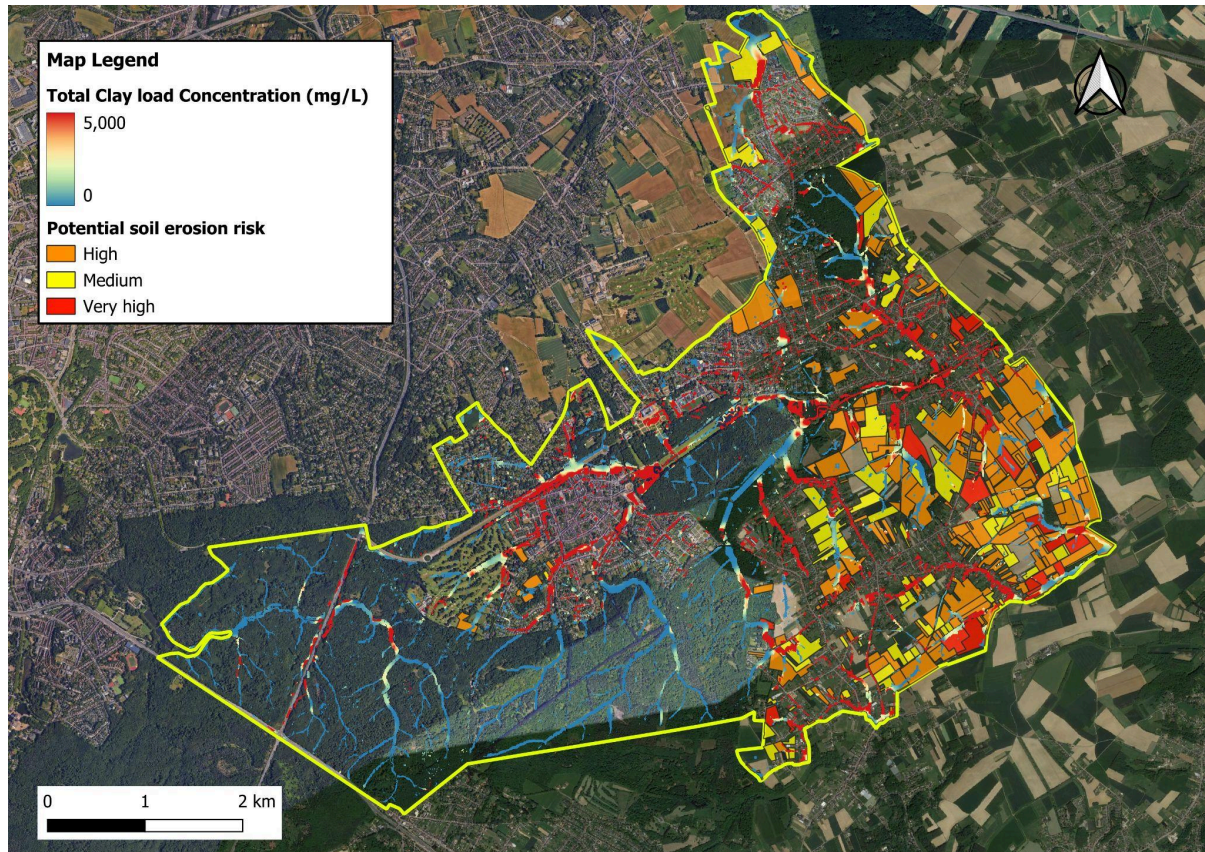 Map Legend
Total Clay load Concentration (mg/L)
5,000
0
Potential soil erosion risk
High
Medium
Very high
0 1 2 km